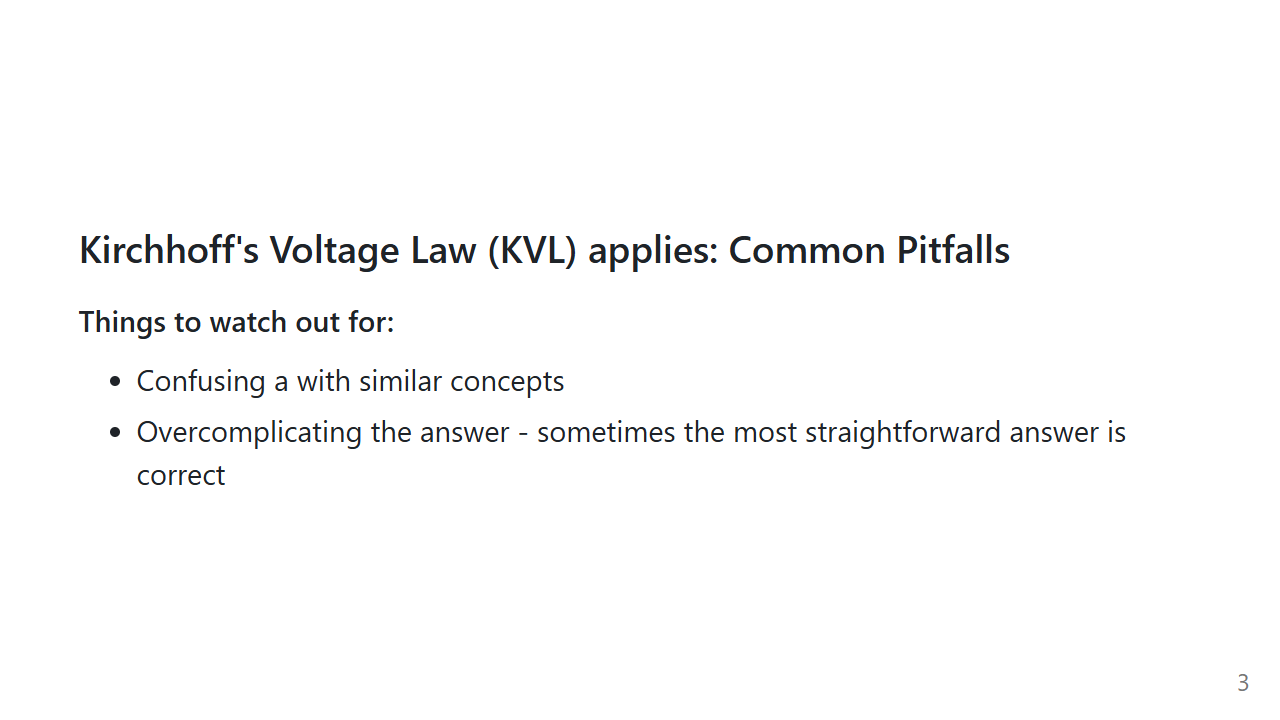 Kirchhoff's Voltage Law (KVL) applies: Common Pitfalls
Things to watch out for:
• Confusing a with similar concepts
• Overcomplicating the answer - sometimes the most straightforward answer is
correct
3